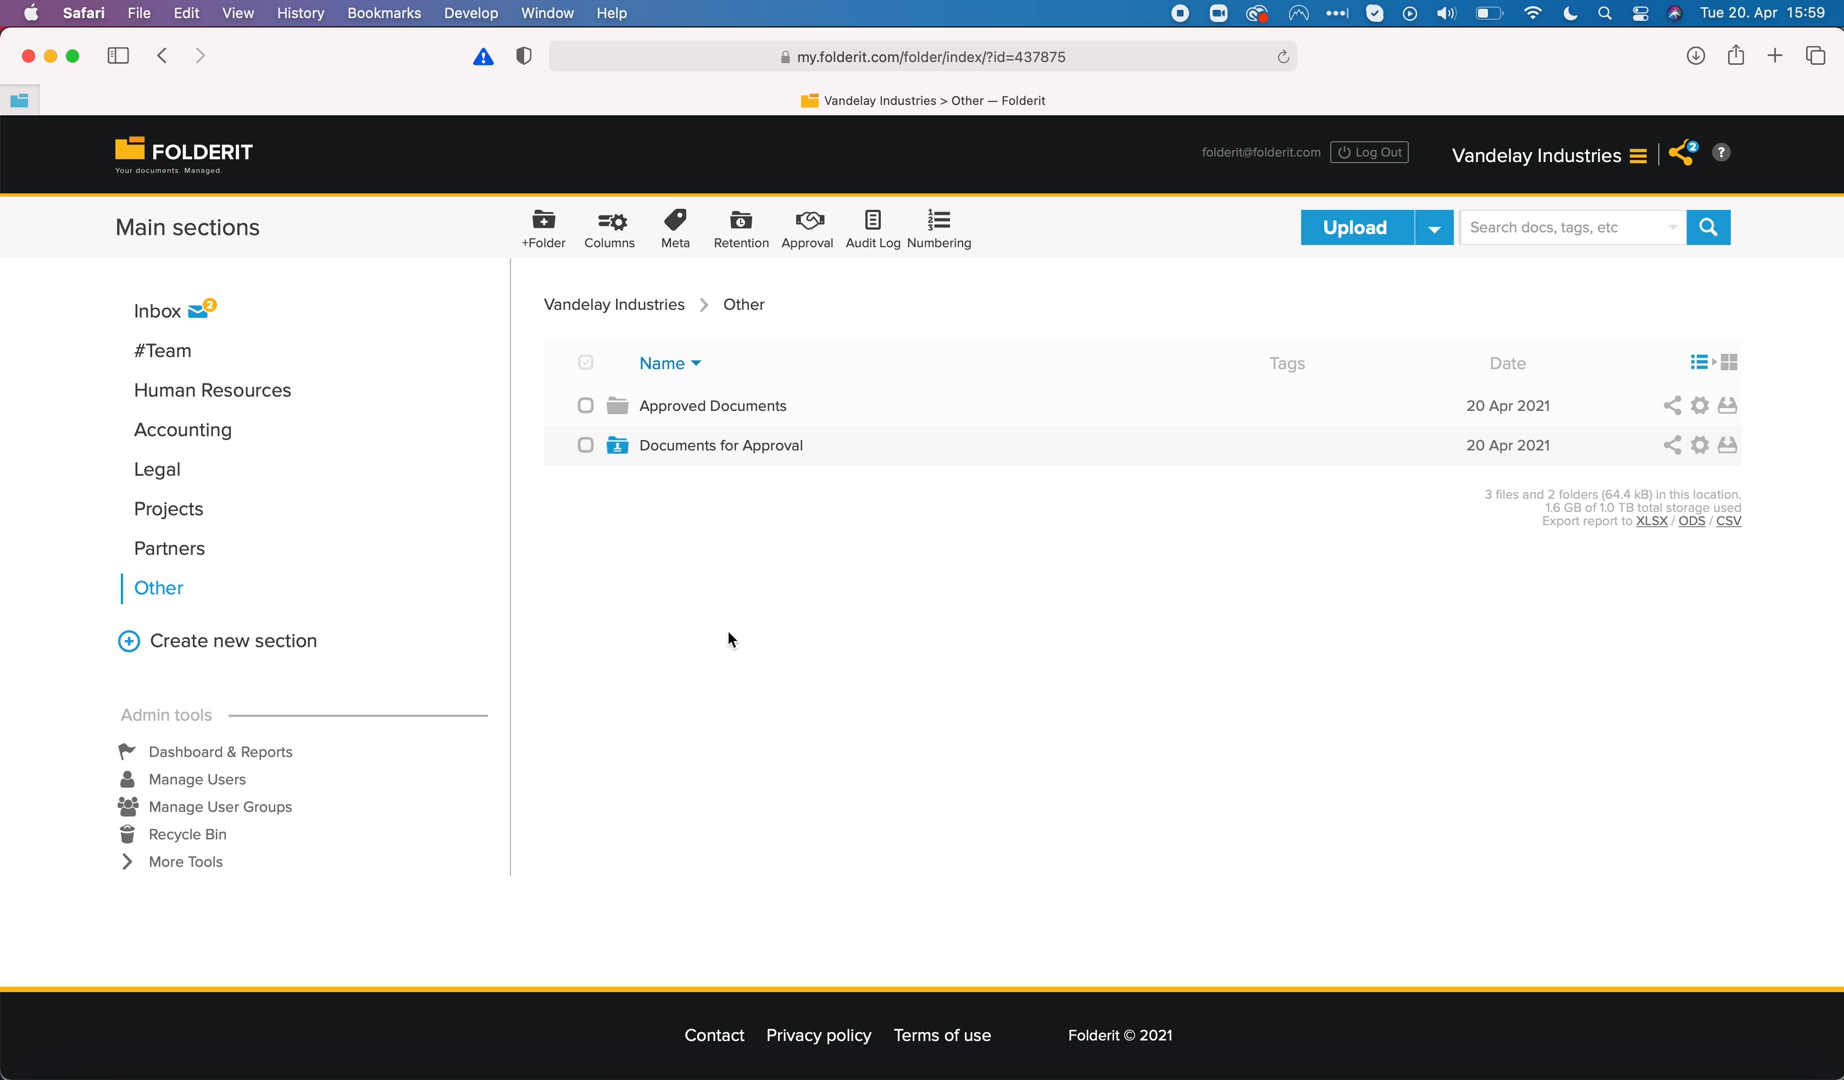 Safari File Edit View History Bookmarks Develop Window Help Tue 20. Apr 15:59
my.folderit.com/folder/index/?id=437875
Vandelay Industries > Other — Folderit
FOLDERIT
Your documents. Managed.
folderit@folderit.com Log Out Vandelay Industries 2 ?
Main sections
+Folder Columns Meta Retention Approval Audit Log Numbering
Upload Search docs, tags, etc
Inbox 2
#Team
Human Resources
Accounting
Legal
Projects
Partners
Other
Create new section
Admin tools
Dashboard & Reports
Manage Users
Manage User Groups
Recycle Bin
More Tools
Vandelay Industries > Other
Name Tags Date
Approved Documents 20 Apr 2021
Documents for Approval 20 Apr 2021
3 files and 2 folders (64.4 kB) in this location.
1.6 GB of 1.0 TB total storage used
Export report to XLSX / ODS / CSV
Contact Privacy policy Terms of use Folderit © 2021